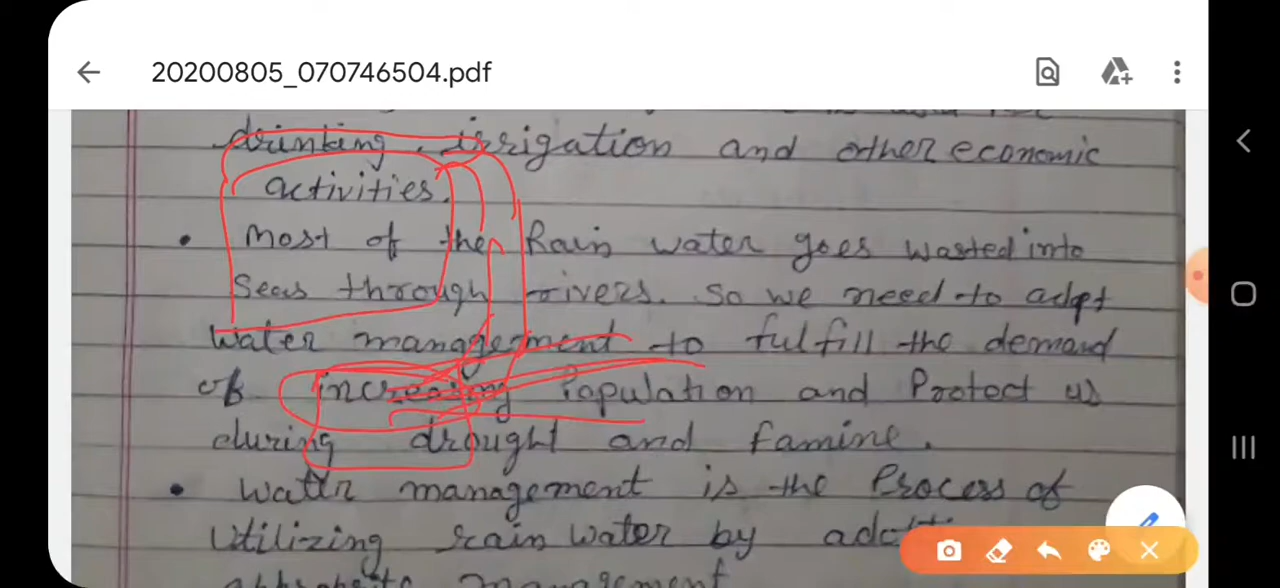 20200805_070746504.pdf
drinking, irrigation and other economic
activities.
• Most of the Rain water goes wasted into
Seas through rivers. So we need to adopt
Water management to fulfill the demand
of increasing Population and Protect us
during drought and famine.
• Water management is the Process of
Utilizing rain water by
management